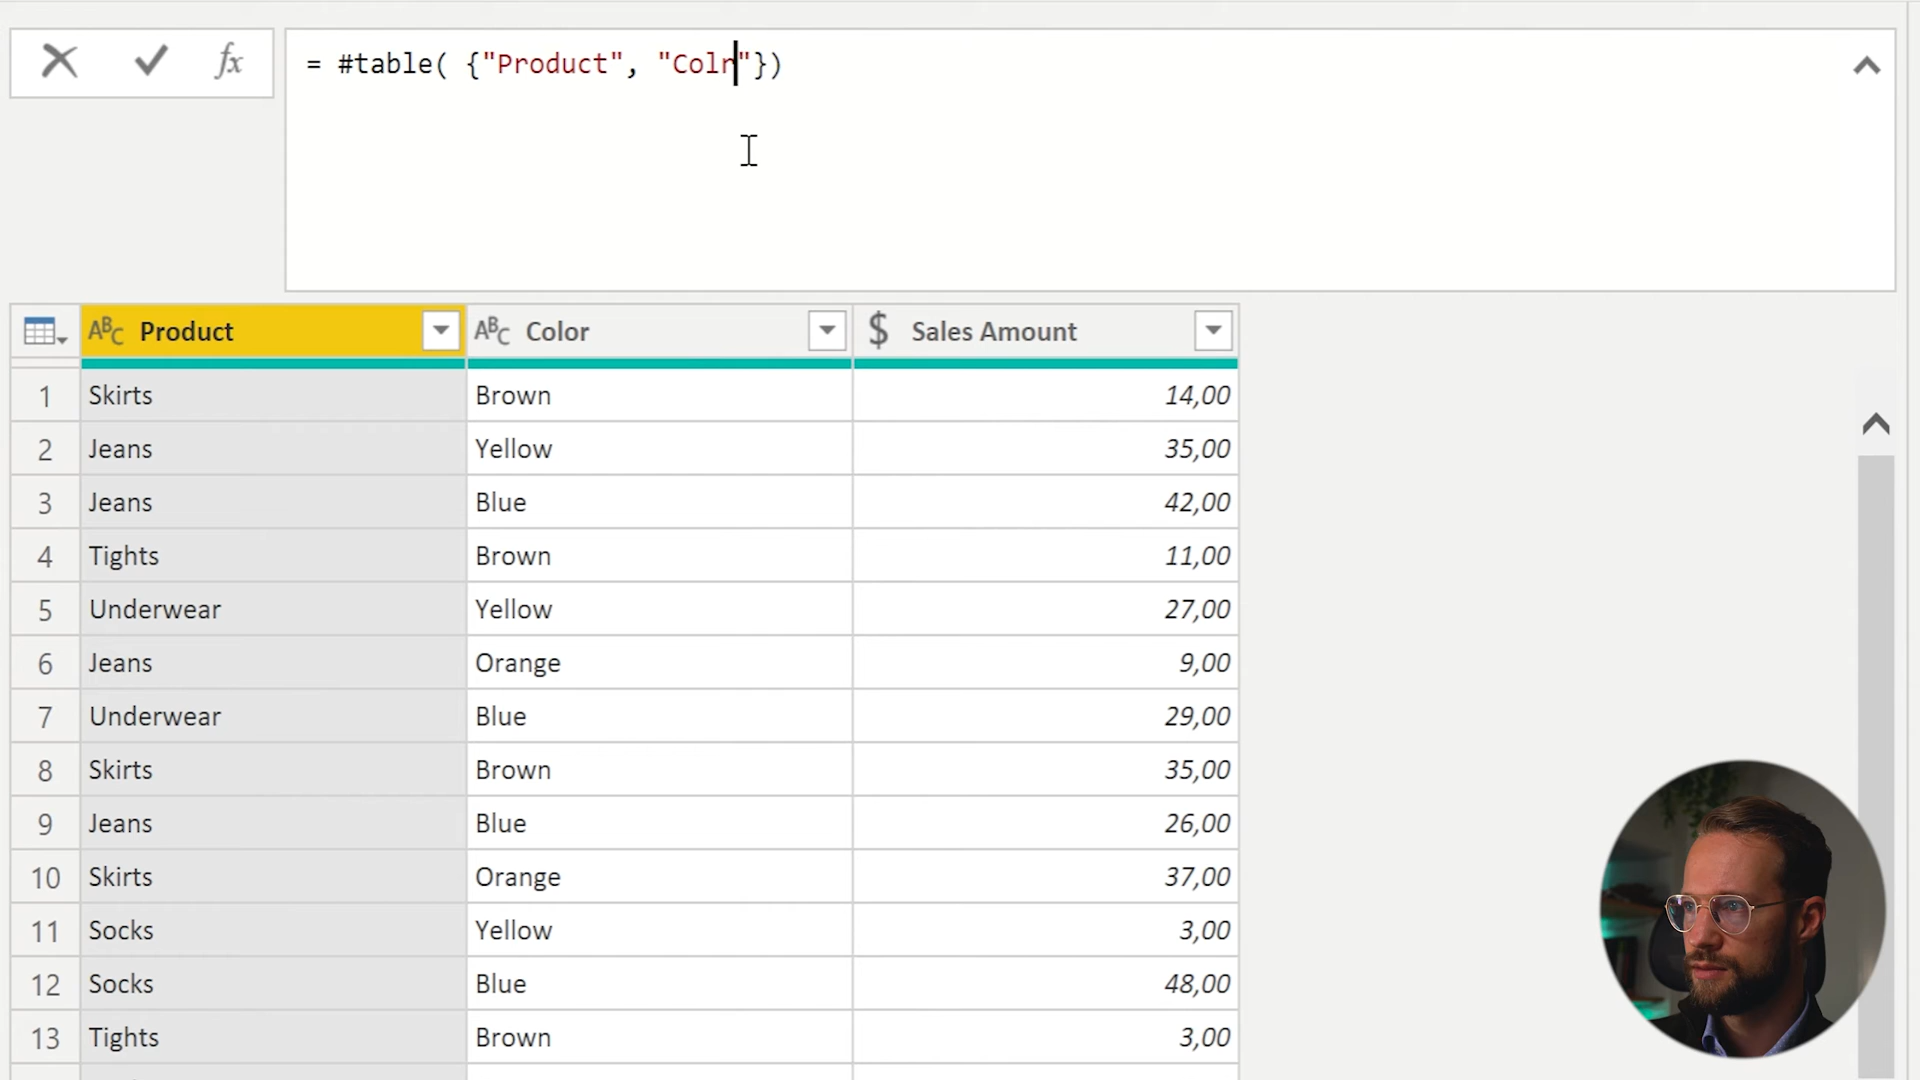 fx = #table( {"Product", "Coln"})
ABC Product ABC Color $ Sales Amount
1 Skirts Brown 14,00
2 Jeans Yellow 35,00
3 Jeans Blue 42,00
4 Tights Brown 11,00
5 Underwear Yellow 27,00
6 Jeans Orange 9,00
7 Underwear Blue 29,00
8 Skirts Brown 35,00
9 Jeans Blue 26,00
10 Skirts Orange 37,00
11 Socks Yellow 3,00
12 Socks Blue 48,00
13 Tights Brown 3,00